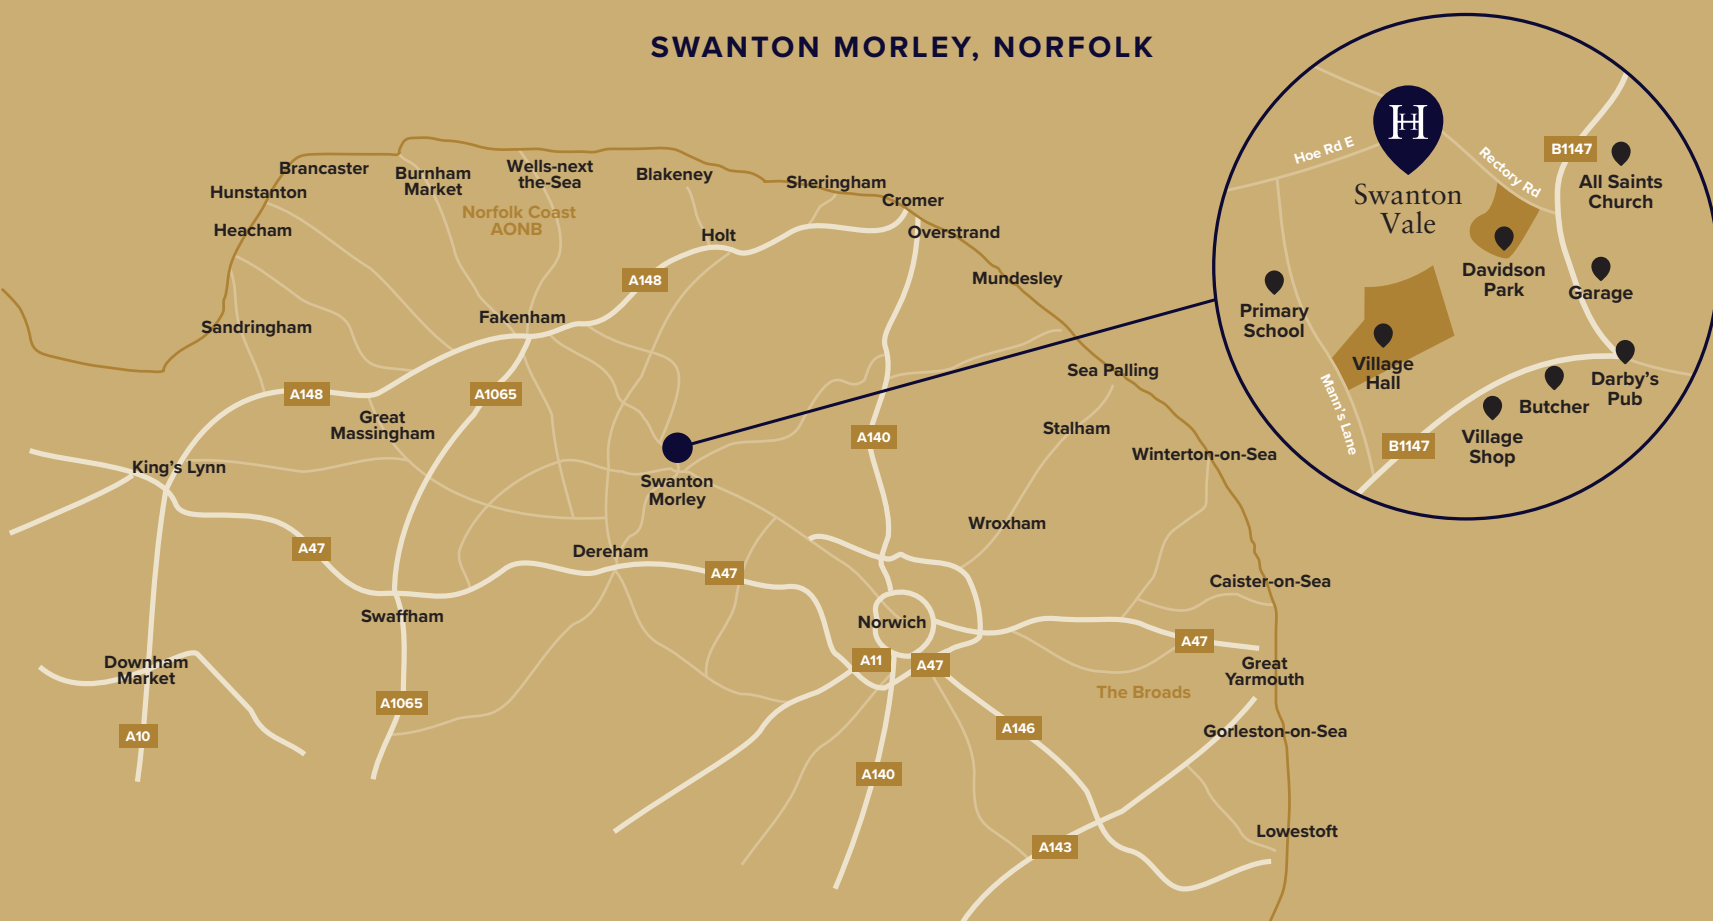 SWANTON MORLEY, NORFOLK
Brancaster
Hunstanton
Heacham
Burnham
Market
Wells-next
the-Sea
Norfolk Coast
AONB
Blakeney
Sheringham
Cromer
Overstrand
Holt
Mundesley
A148
Fakenham
Sandringham
A148
A1065
Great
Massingham
King's Lynn
Swanton
Morley
A140
Sea Palling
Stalham
Winterton-on-Sea
Wroxham
A47
Dereham
A47
Swaffham
Norwich
Caister-on-Sea
A47
A11
A47
Great
Yarmouth
The Broads
Downham
Market
A10
A1065
A146
Gorleston-on-Sea
A140
A143
Lowestoft
H
Swanton
Vale
Hoe Rd E
Rectory Rd
B1147
All Saints
Church
Davidson
Park
Garage
Primary
School
Village
Hall
Mann's Lane
Darby's
Pub
Butcher
Village
Shop
B1147